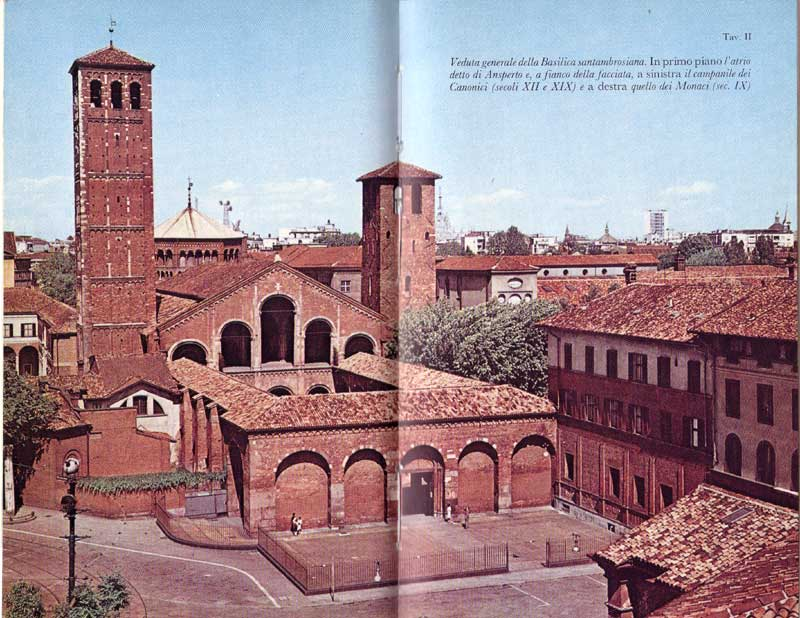 Tav. II
Veduta generale della Basilica santambrosiana. In primo piano l'atrio
detto di Ansperto e, a fianco della facciata, a sinistra il campanile dei
Canonici (secoli XII e XIX) e a destra quello dei Monaci (sec. IX)